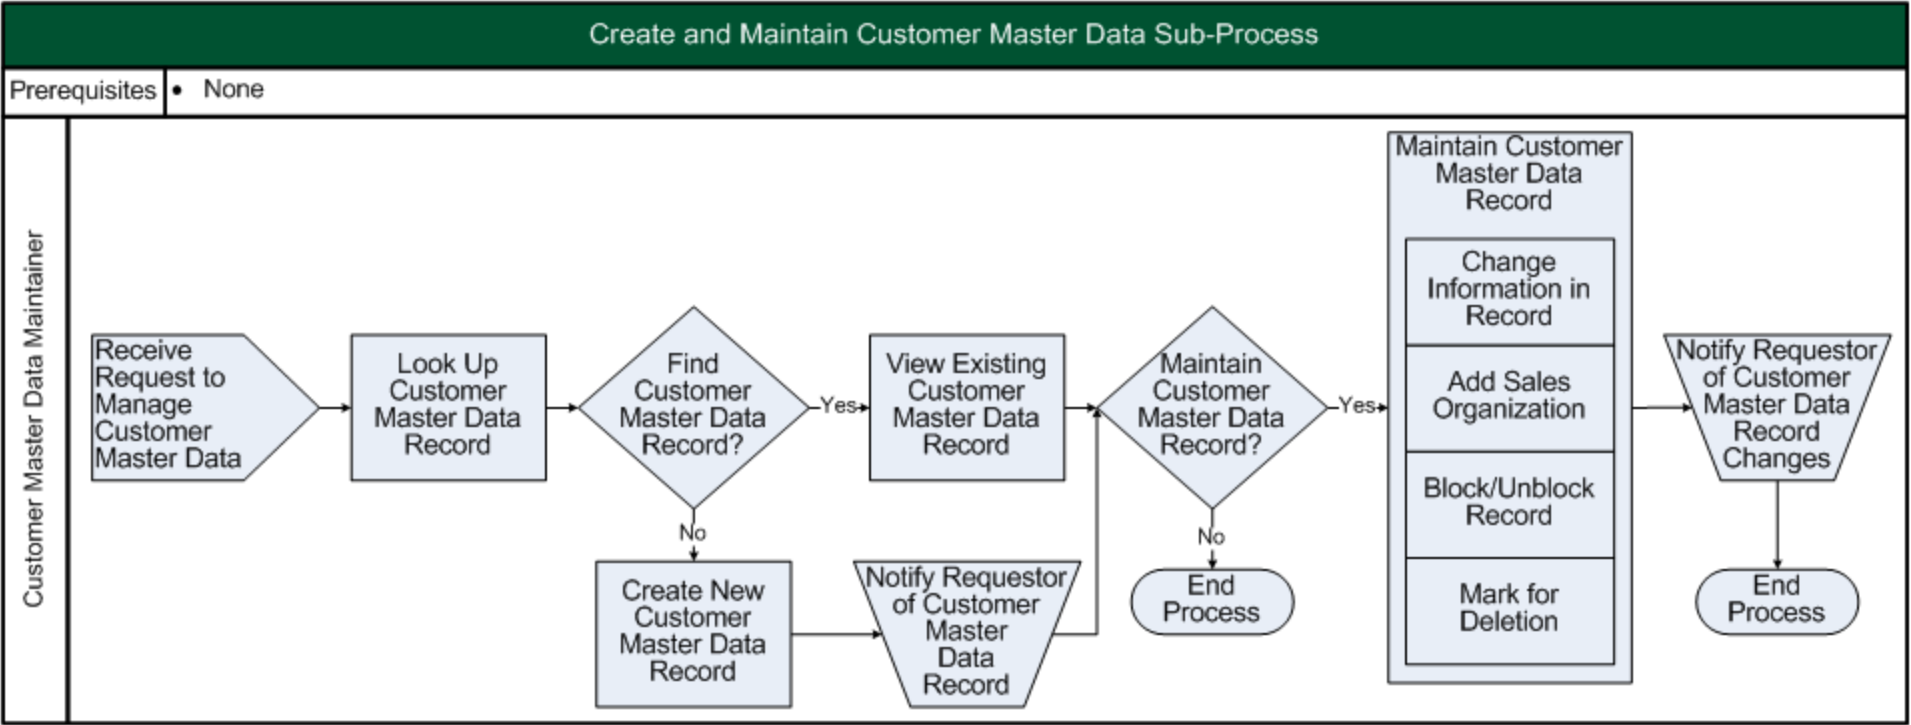 Create and Maintain Customer Master Data Sub-Process
Prerequisites
• None
Customer Master Data Maintainer
Receive
Request to
Manage
Customer
Master Data
Look Up
Customer
Master Data
Record
Find
Customer
Master Data
Record?
Yes
No
View Existing
Customer
Master Data
Record
Create New
Customer
Master Data
Record
Notify Requestor
of Customer
Master
Data
Record
Maintain
Customer
Master Data
Record?
Yes
No
End
Process
Maintain Customer
Master Data
Record
Change
Information in
Record
Add Sales
Organization
Block/Unblock
Record
Mark for
Deletion
Notify Requestor
of Customer
Master Data
Record
Changes
End
Process